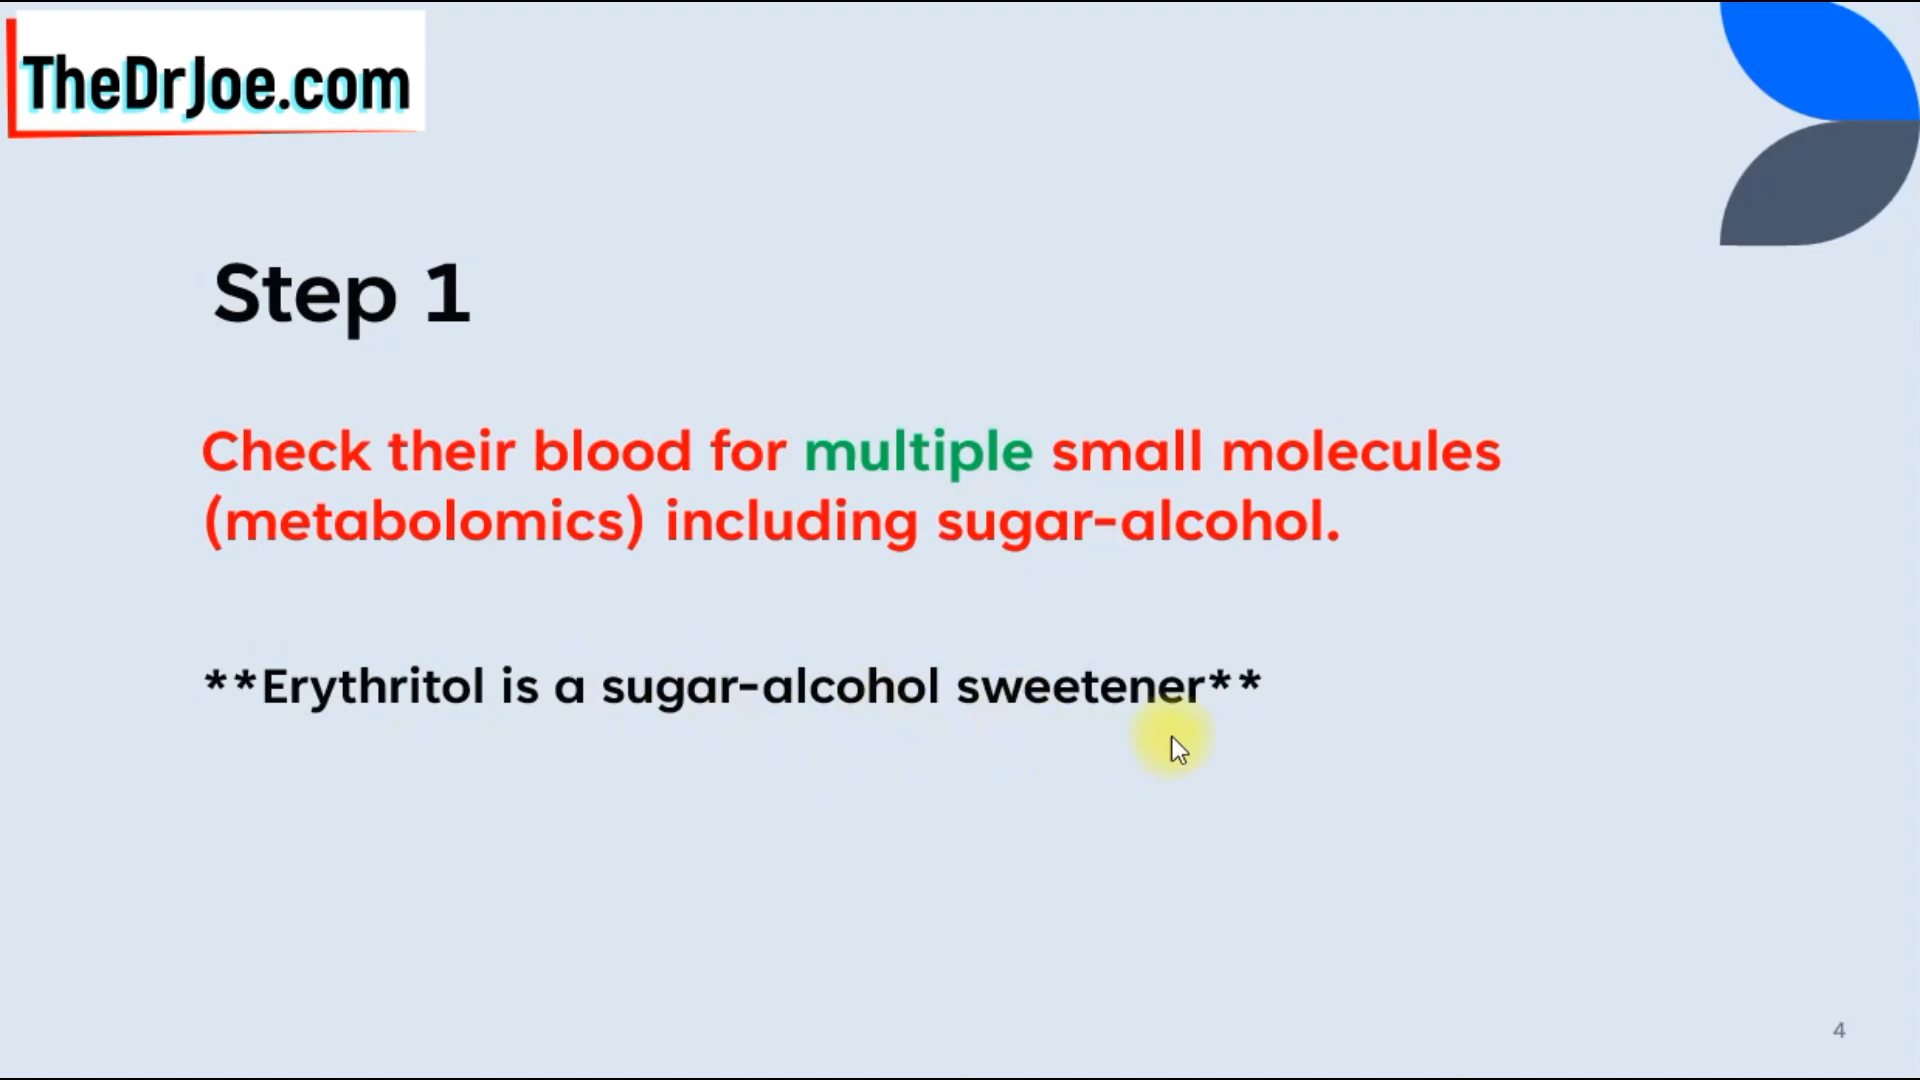 TheDrJoe.com
Step 1
Check their blood for multiple small molecules
(metabolomics) including sugar-alcohol.
**Erythritol is a sugar-alcohol sweetener**
4